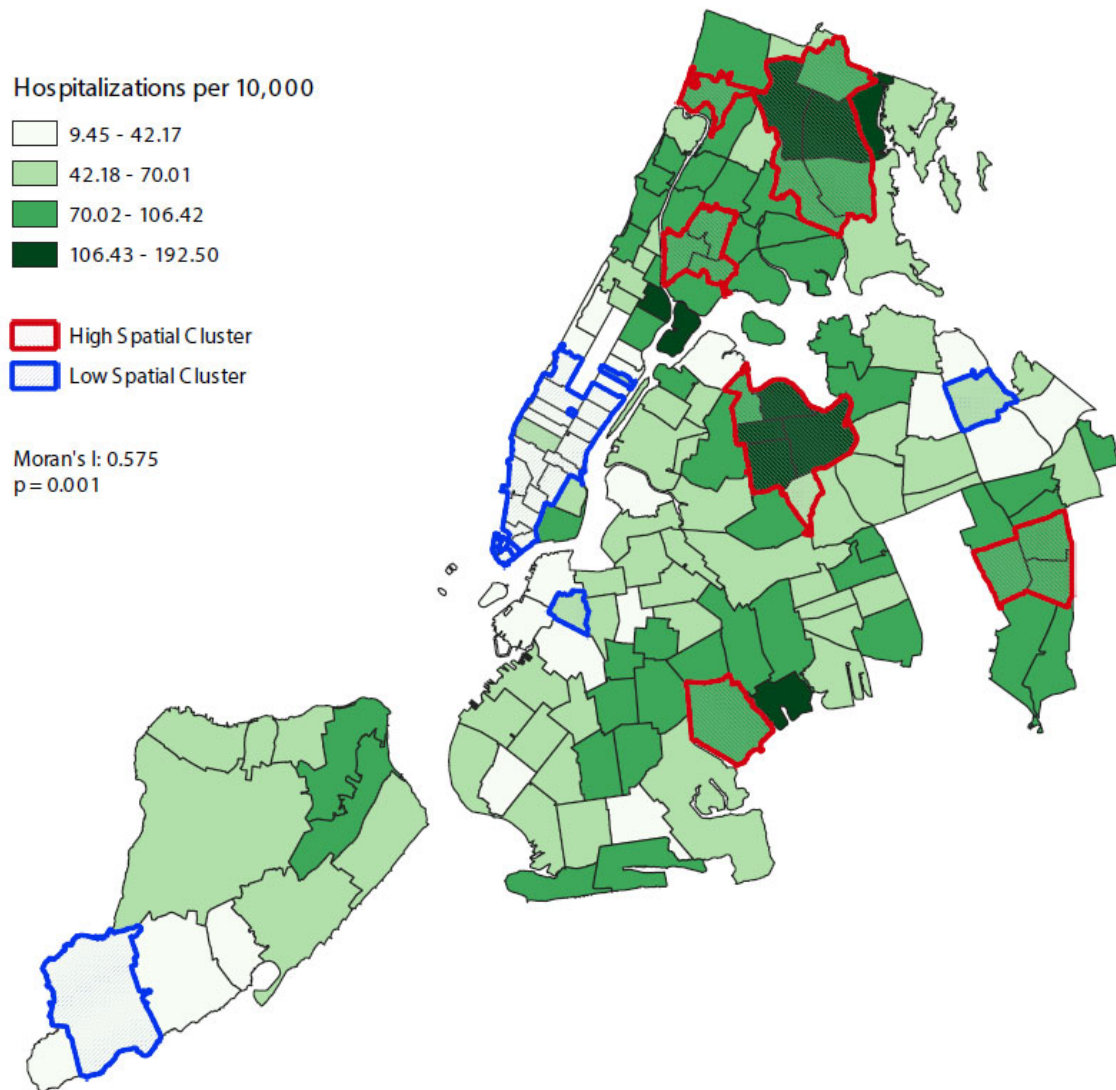 Hospitalizations per 10,000
9.45 - 42.17
42.18 - 70.01
70.02 - 106.42
106.43 - 192.50
High Spatial Cluster
Low Spatial Cluster
Moran's I: 0.575
p = 0.001